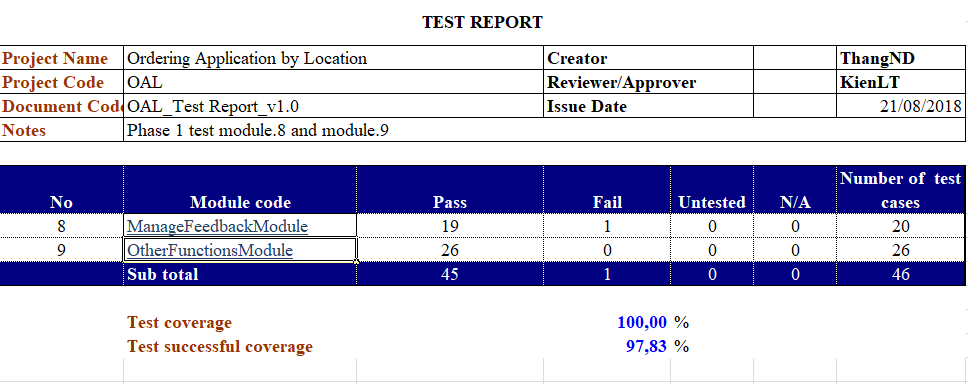 TEST REPORT
Project Name Ordering Application by Location Creator ThangND
Project Code OAL Reviewer/Approver KienLT
Document Cod OAL_Test Report_v1.0 Issue Date 21/08/2018
Notes Phase 1 test module.8 and module.9
No Module code Pass Fail Untested N/A Number of test cases
8 ManageFeedbackModule 19 1 0 0 20
9 OtherFunctionsModule 26 0 0 0 26
Sub total 45 1 0 0 46
Test coverage 100,00 %
Test successful coverage 97,83 %